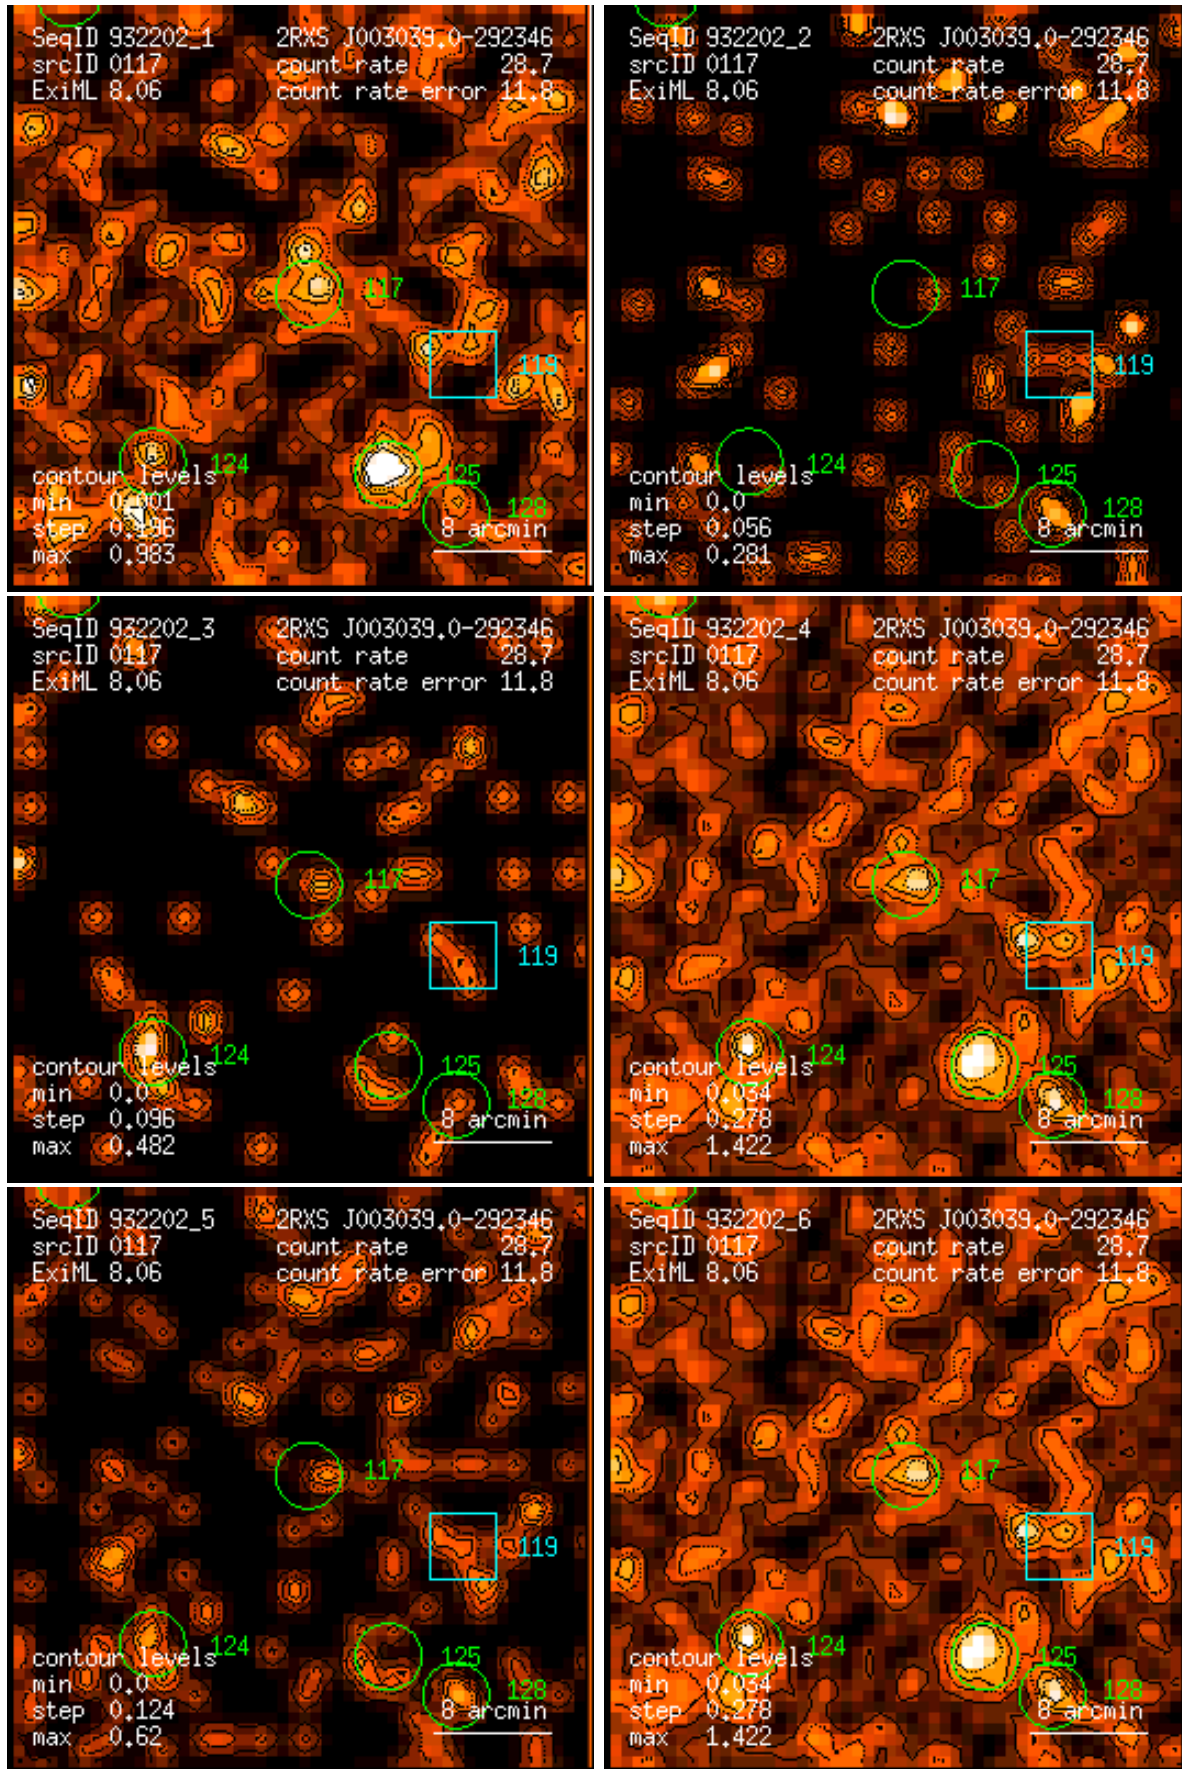 SeqID 932202_1 2RXS J003039.0-292346
srcID 0117 count rate 28.7
ExiML 8.06 count rate error 11.8
117
119
124
contour levels 125
min 0.001 128
step 0.196 8 arcmin
max 0.983
SeqID 932202_2 2RXS J003039.0-292346
srcID 0117 count rate 28.7
ExiML 8.06 count rate error 11.8
117
119
124
contour levels 125
min 0.0 128
step 0.056 8 arcmin
max 0.281
SeqID 932202_3 2RXS J003039.0-292346
srcID 0117 count rate 28.7
ExiML 8.06 count rate error 11.8
117
119
124
contour levels 125
min 0.0 128
step 0.096 8 arcmin
max 0.482
SeqID 932202_4 2RXS J003039.0-292346
srcID 0117 count rate 28.7
ExiML 8.06 count rate error 11.8
117
119
124
contour levels 125
min 0.034 128
step 0.278 8 arcmin
max 1.422
SeqID 932202_5 2RXS J003039.0-292346
srcID 0117 count rate 28.7
ExiML 8.06 count rate error 11.8
117
119
124
contour levels 125
min 0.0 128
step 0.124 8 arcmin
max 0.62
SeqID 932202_6 2RXS J003039.0-292346
srcID 0117 count rate 28.7
ExiML 8.06 count rate error 11.8
117
119
124
contour levels 125
min 0.034 128
step 0.278 8 arcmin
max 1.422